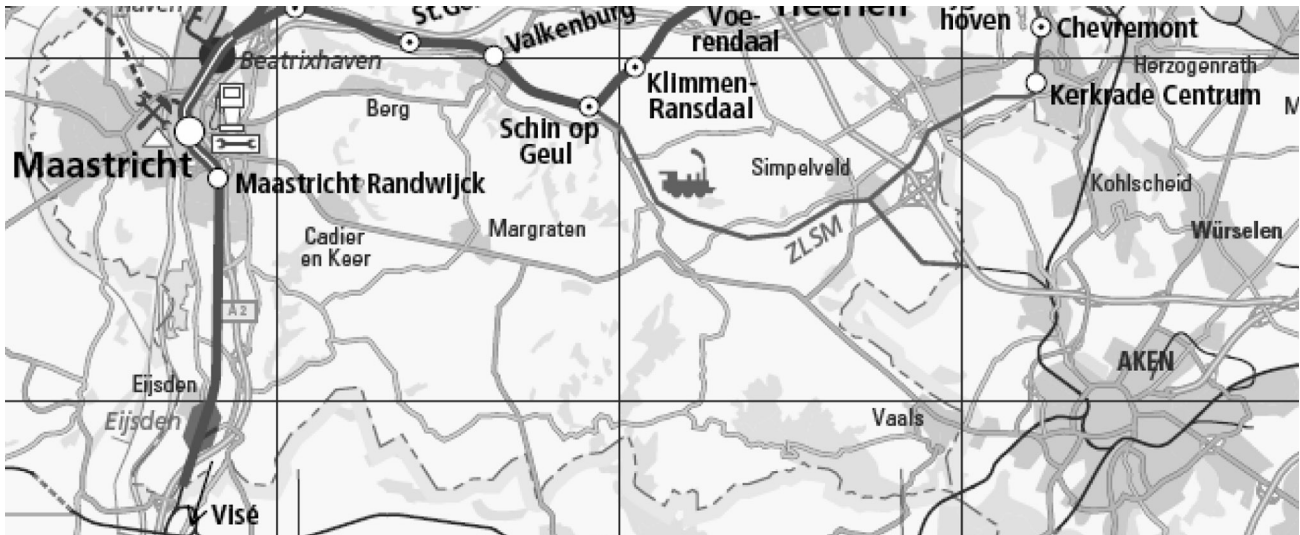 haven
Valkenburg
Voe-
rendaal
hoven
Chevremont
Beatrixhaven
Klimmen-
Ransdaal
Herzogenrath
Kerkrade Centrum
Berg
Schin op
Geul
Maastricht
Maastricht Randwijck
Simpelveld
Kohlscheid
Cadier
en Keer
Margraten
ZLSM
Würselen
A2
AKEN
Eijsden
Eijsden
Vaals
Visé